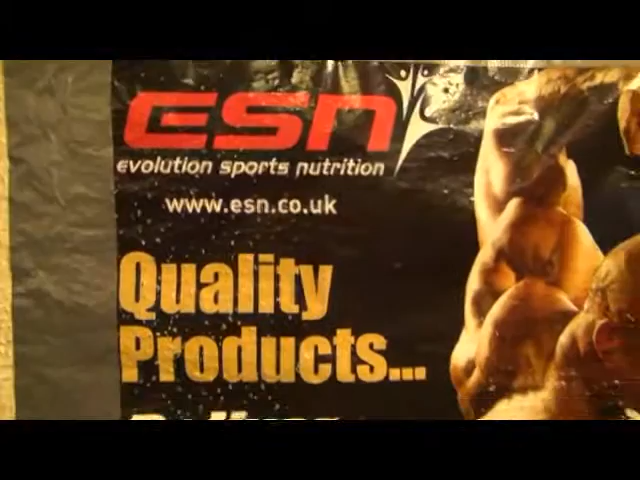 ESN
evolution sports nutrition
www.esn.co.uk
Quality
Products...